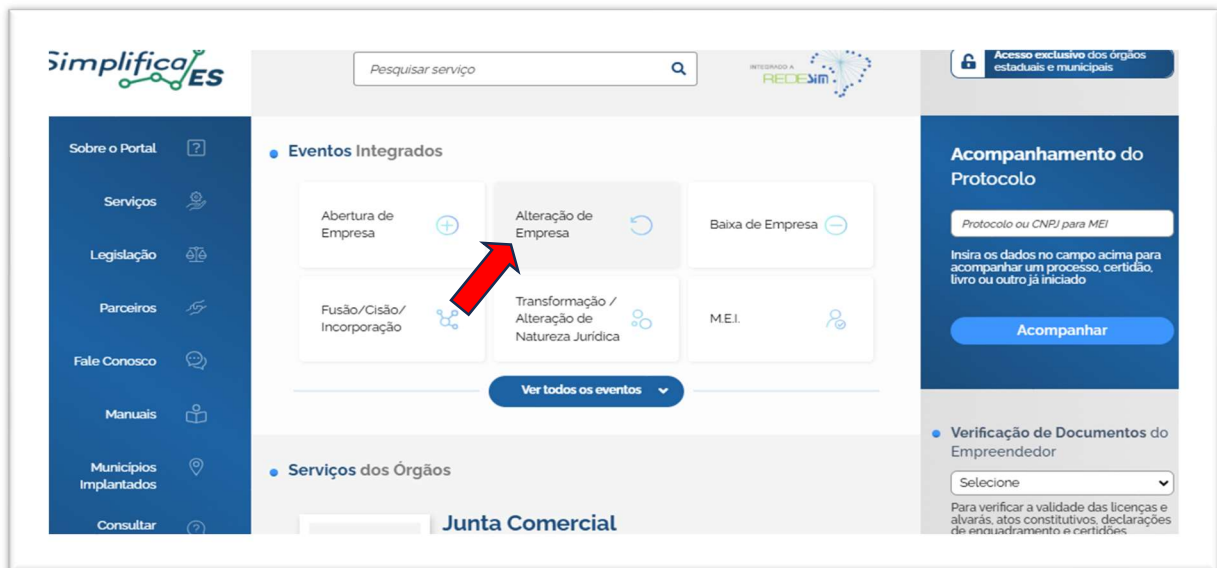 Simplifica ES
Pesquisar serviço
INTEGRADO A
REDESIM
Acesso exclusivo dos órgãos
estaduais e municipais
Sobre o Portal
Serviços
Legislação
Parceiros
Fale Conosco
Manuais
Municípios
Implantados
Consultar
Eventos Integrados
Abertura de
Empresa
Alteração de
Empresa
Baixa de Empresa
Fusão/Cisão/
Incorporação
Transformação /
Alteração de
Natureza Jurídica
M.E.I.
Ver todos os eventos
Serviços dos Órgãos
Junta Comercial
Acompanhamento do
Protocolo
Protocolo ou CNPJ para MEI
Insira os dados no campo acima para
acompanhar um processo, certidão,
livro ou outro já iniciado
Acompanhar
Verificação de Documentos do
Empreendedor
Selecione
Para verificar a validade das licenças e
alvarás, atos constitutivos, declarações
de enquadramento e certidões